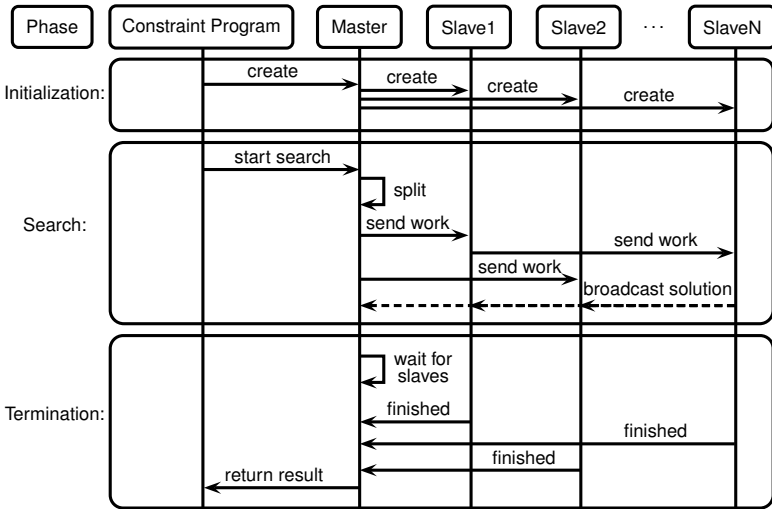 Phase
Constraint Program
Master
Slave1
Slave2
...
SlaveN
Initialization:
create
create
create
create
Search:
start search
split
send work
send work
send work
broadcast solution
Termination:
wait for
slaves
finished
finished
finished
return result